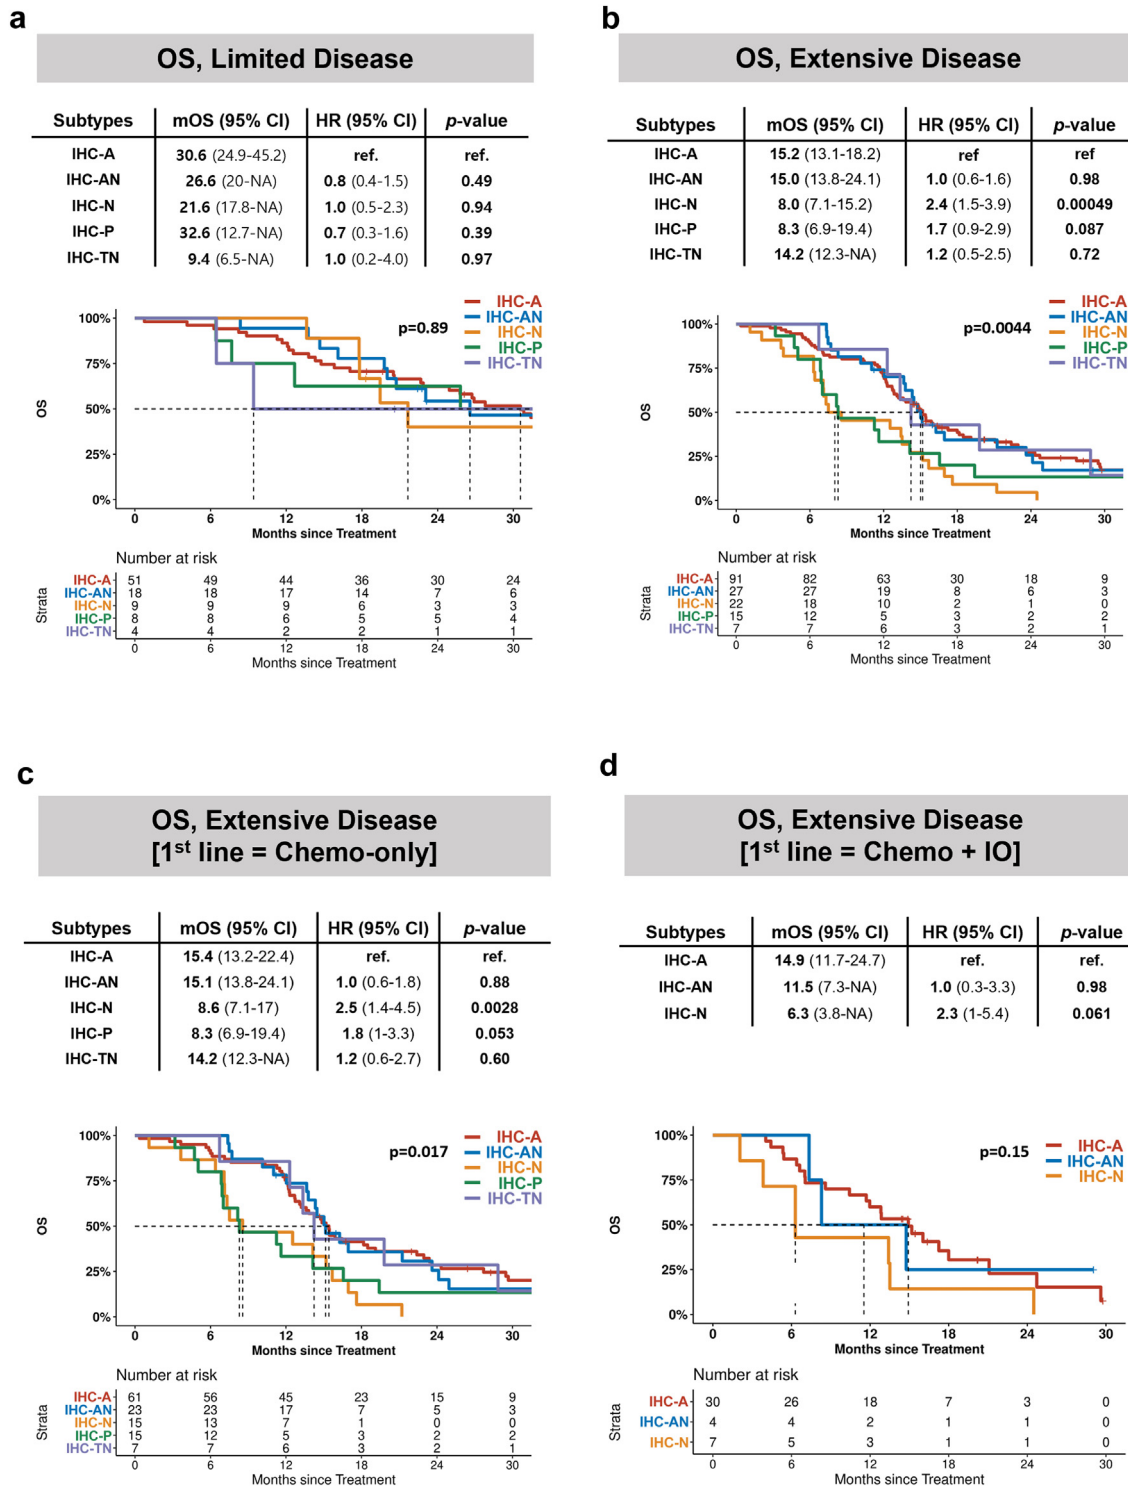 a
OS, Limited Disease
Subtypes mOS (95% CI) HR (95% CI) p-value
IHC-A 30.6 (24.9-45.2) ref. ref.
IHC-AN 26.6 (20-NA) 0.8 (0.4-1.5) 0.49
IHC-N 21.6 (17.8-NA) 1.0 (0.5-2.3) 0.94
IHC-P 32.6 (12.7-NA) 0.7 (0.3-1.6) 0.39
IHC-TN 9.4 (6.5-NA) 1.0 (0.2-4.0) 0.97
IHC-A
IHC-AN
IHC-N
IHC-P
IHC-TN
p=0.89
100%
75%
50%
25%
0%
OS
0 6 12 18 24 30
Months since Treatment
Number at risk
Strata
IHC-A 51 49 44 36 30 24
IHC-AN 18 18 17 14 7 6
IHC-N 9 9 9 6 3 3
IHC-P 8 8 6 5 5 4
IHC-TN 4 4 2 2 1 1
0 6 12 18 24 30
Months since Treatment
b
OS, Extensive Disease
Subtypes mOS (95% CI) HR (95% CI) p-value
IHC-A 15.2 (13.1-18.2) ref ref
IHC-AN 15.0 (13.8-24.1) 1.0 (0.6-1.6) 0.98
IHC-N 8.0 (7.1-15.2) 2.4 (1.5-3.9) 0.00049
IHC-P 8.3 (6.9-19.4) 1.7 (0.9-2.9) 0.087
IHC-TN 14.2 (12.3-NA) 1.2 (0.5-2.5) 0.72
IHC-A
IHC-AN
IHC-N
IHC-P
IHC-TN
p=0.0044
100%
75%
50%
25%
0%
OS
0 6 12 18 24 30
Months since Treatment
Number at risk
Strata
IHC-A 91 82 63 30 18 9
IHC-AN 27 27 19 8 6 3
IHC-N 22 18 10 2 1 0
IHC-P 15 12 5 3 2 2
IHC-TN 7 7 6 3 2 1
0 6 12 18 24 30
Months since Treatment
c
OS, Extensive Disease
[1st line = Chemo-only]
Subtypes mOS (95% CI) HR (95% CI) p-value
IHC-A 15.4 (13.2-22.4) ref. ref.
IHC-AN 15.1 (13.8-24.1) 1.0 (0.6-1.8) 0.88
IHC-N 8.6 (7.1-17) 2.5 (1.4-4.5) 0.0028
IHC-P 8.3 (6.9-19.4) 1.8 (1-3.3) 0.053
IHC-TN 14.2 (12.3-NA) 1.2 (0.6-2.7) 0.60
IHC-A
IHC-AN
IHC-N
IHC-P
IHC-TN
p=0.017
100%
75%
50%
25%
0%
OS
0 6 12 18 24 30
Months since Treatment
Number at risk
Strata
IHC-A 61 56 45 23 15 9
IHC-AN 23 23 17 7 5 3
IHC-N 15 13 7 1 0 0
IHC-P 15 12 5 3 2 2
IHC-TN 7 7 6 3 2 1
0 6 12 18 24 30
Months since Treatment
d
OS, Extensive Disease
[1st line = Chemo + IO]
Subtypes mOS (95% CI) HR (95% CI) p-value
IHC-A 14.9 (11.7-24.7) ref. ref.
IHC-AN 11.5 (7.3-NA) 1.0 (0.3-3.3) 0.98
IHC-N 6.3 (3.8-NA) 2.3 (1-5.4) 0.061
IHC-A
IHC-AN
IHC-N
p=0.15
100%
75%
50%
25%
0%
OS
0 6 12 18 24 30
Months since Treatment
Number at risk
Strata
IHC-A 30 26 18 7 3 0
IHC-AN 4 4 2 1 1 0
IHC-N 7 5 3 1 1 0
0 6 12 18 24 30
Months since Treatment